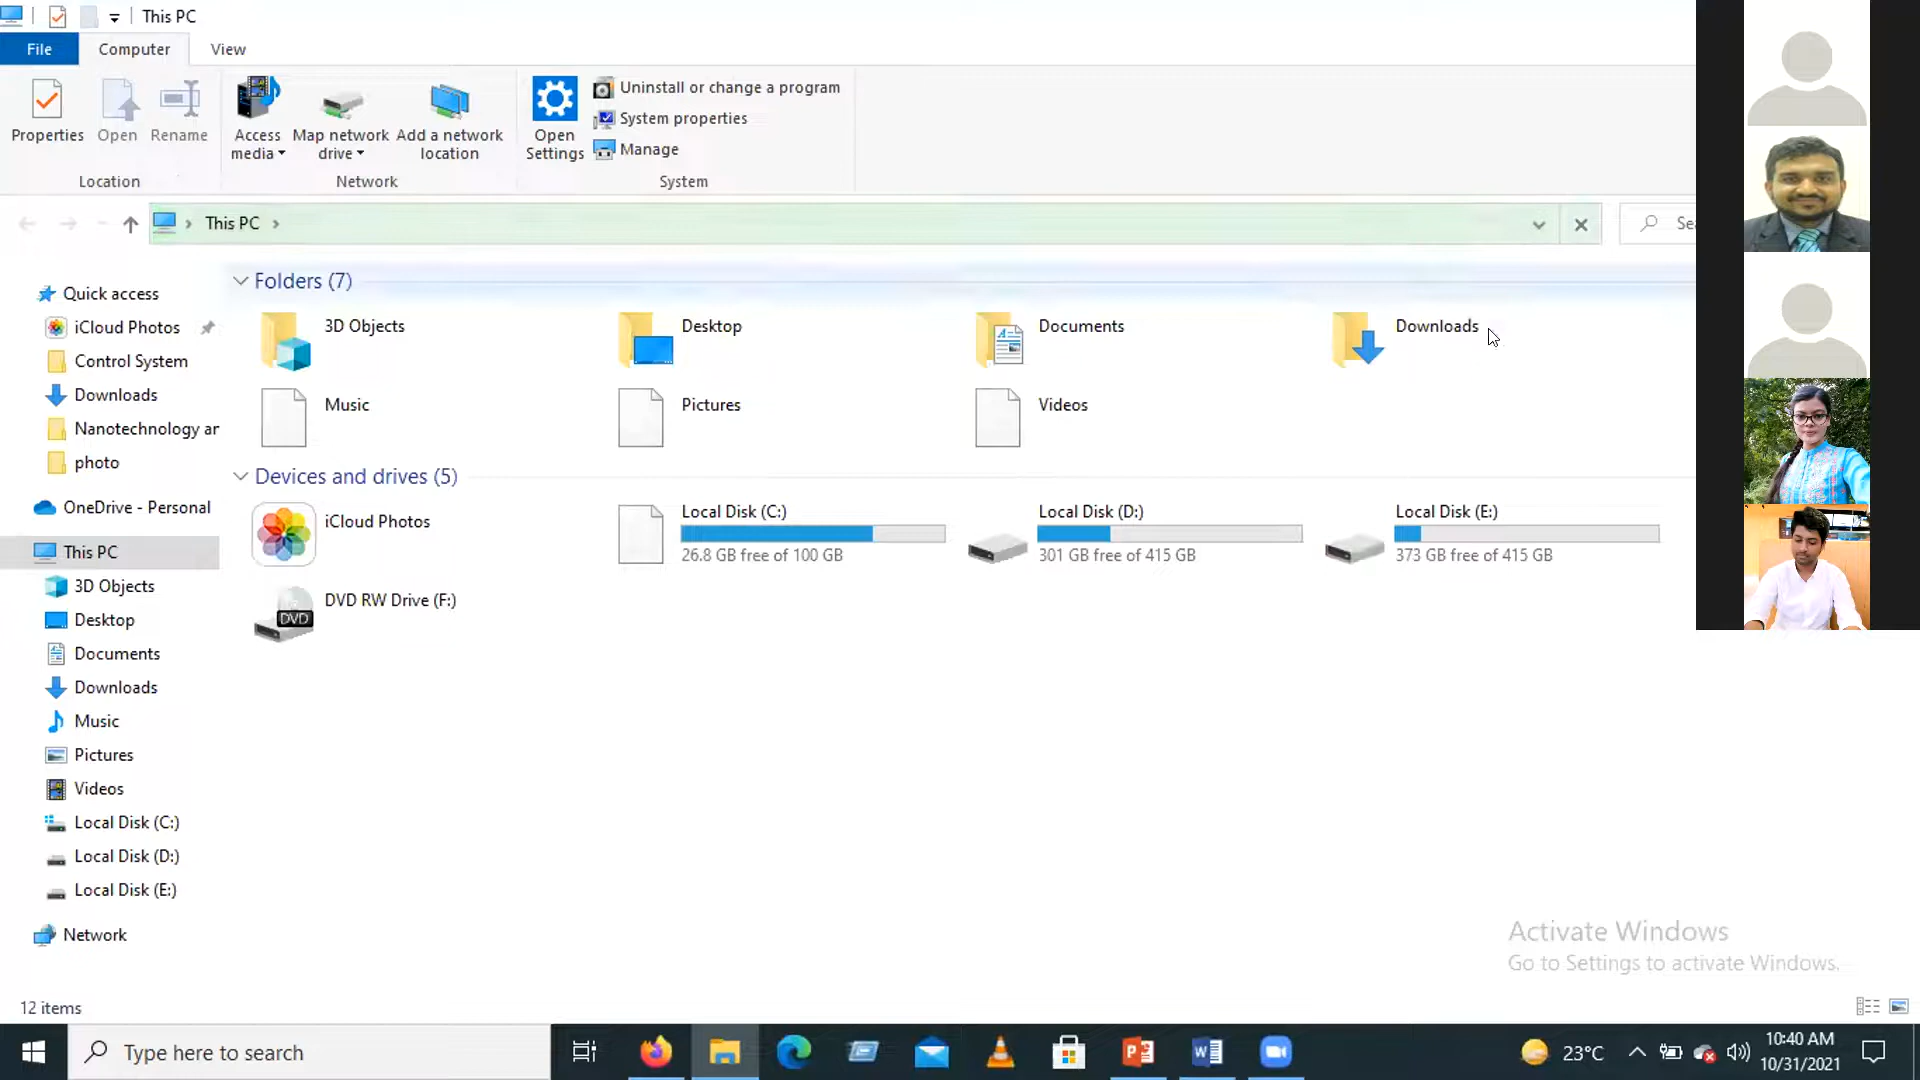 This PC
File Computer View
Properties Open Rename Access media Map network drive Add a network location Open Settings
Uninstall or change a program
System properties
Manage
Location Network System
This PC
Folders (7)
3D Objects Desktop Documents Downloads
Music Pictures Videos
Devices and drives (5)
iCloud Photos
Local Disk (C:)
26.8 GB free of 100 GB
Local Disk (D:)
301 GB free of 415 GB
Local Disk (E:)
373 GB free of 415 GB
DVD
DVD RW Drive (F:)
Quick access
iCloud Photos
Control System
Downloads
Nanotechnology ar
photo
OneDrive - Personal
This PC
3D Objects
Desktop
Documents
Downloads
Music
Pictures
Videos
Local Disk (C:)
Local Disk (D:)
Local Disk (E:)
Network
Activate Windows
Go to Settings to activate Windows.
12 items
Type here to search
23°C
10:40 AM
10/31/2021